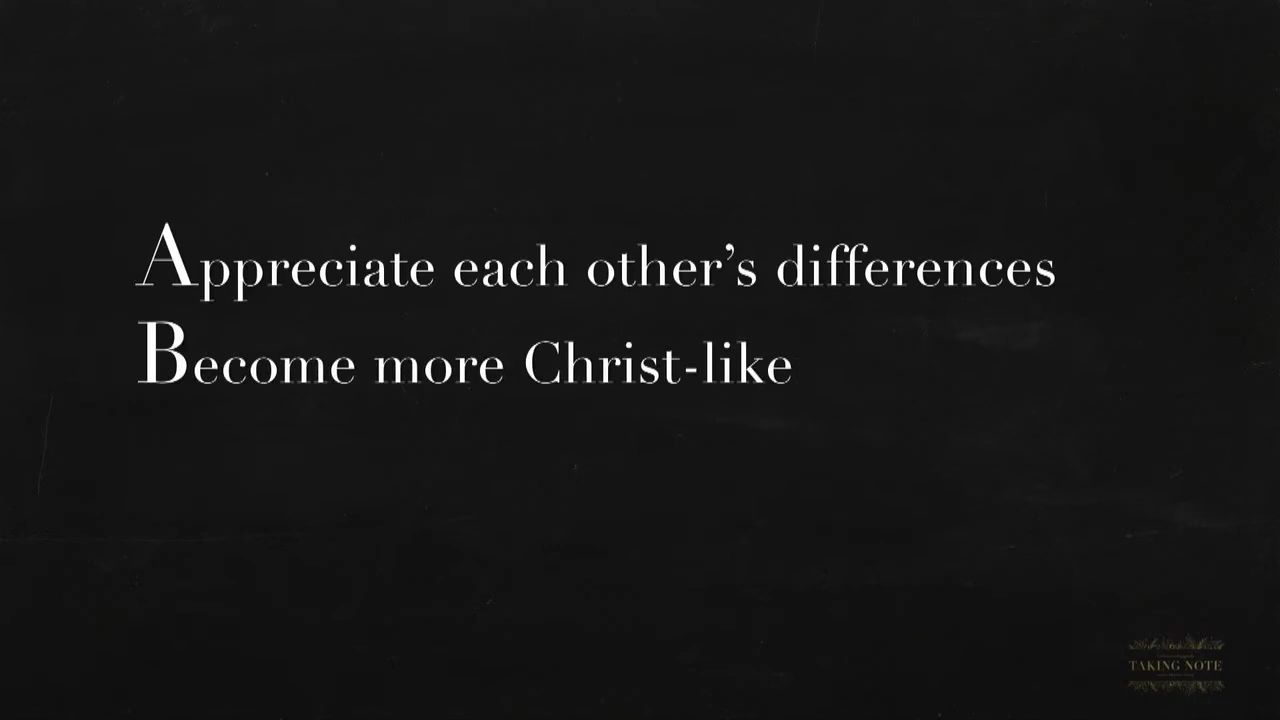 Appreciate each other’s differences
Become more Christ-like
TAKING NOTE